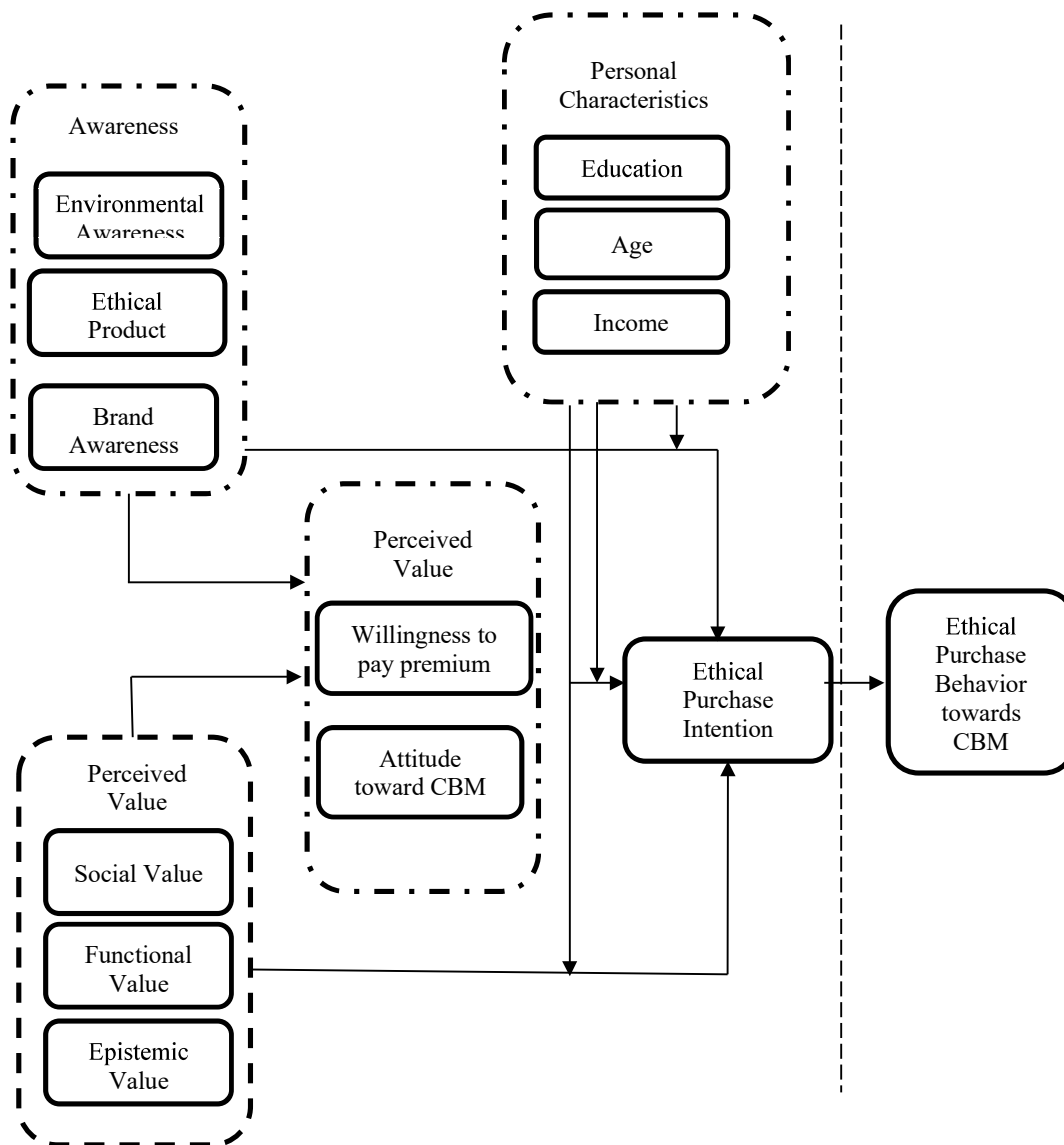 Personal
Characteristics
Education
Age
Income
Awareness
Environmental
Awareness
Ethical
Product
Brand
Awareness
Perceived
Value
Willingness to
pay premium
Attitude
toward CBM
Perceived
Value
Social Value
Functional
Value
Epistemic
Value
Ethical
Purchase
Intention
Ethical
Purchase
Behavior
towards
CBM